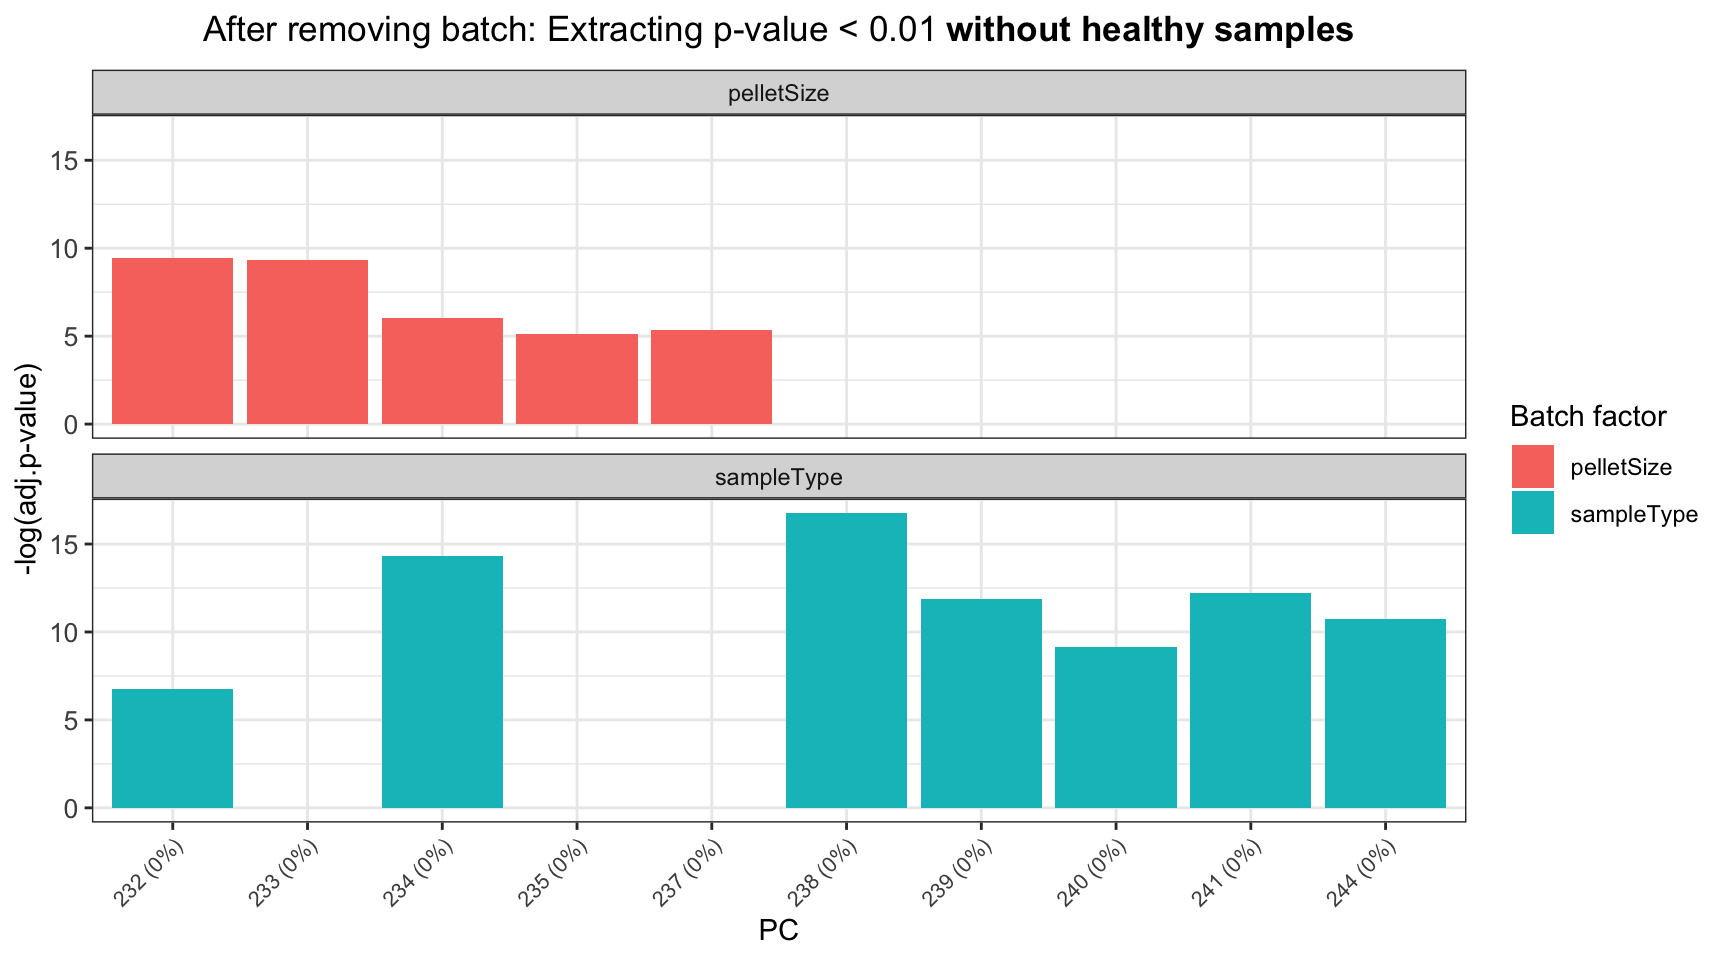 After removing batch: Extracting p-value < 0.01 without healthy samples
pelletSize
15
10
5
0
sampleType
15
10
5
0
-log(adj.p-value)
232 (0%)
233 (0%)
234 (0%)
235 (0%)
237 (0%)
238 (0%)
239 (0%)
240 (0%)
241 (0%)
244 (0%)
PC
Batch factor
pelletSize
sampleType